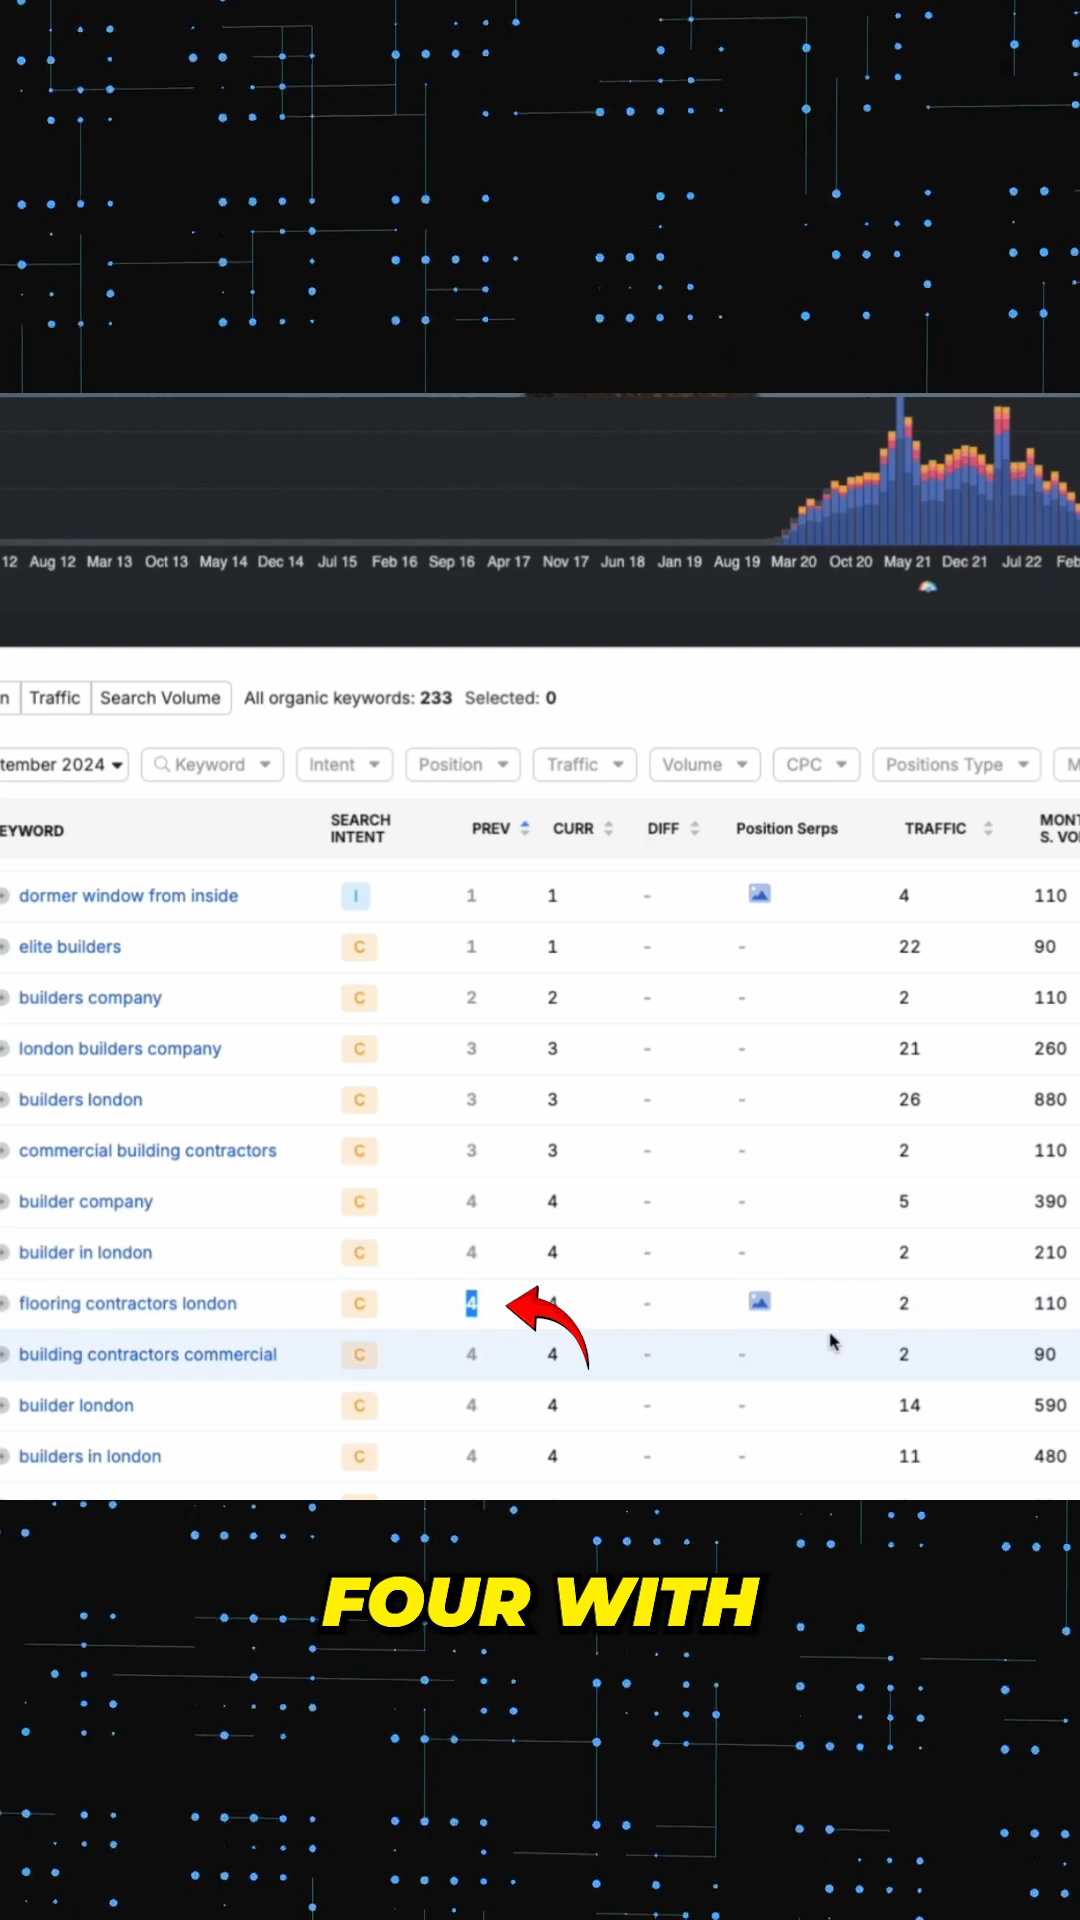 12 Aug 12 Mar 13 Oct 13 May 14 Dec 14 Jul 15 Feb 16 Sep 16 Apr 17 Nov 17 Jun 18 Jan 19 Aug 19 Mar 20 Oct 20 May 21 Dec 21 Jul 22 Feb
n Traffic Search Volume All organic keywords: 233 Selected: 0
tember 2024 Keyword Intent Position Traffic Volume CPC Positions Type M
EYWORD SEARCH INTENT PREV CURR DIFF Position Serps TRAFFIC MONT S. VO
dormer window from inside I 1 1 - 4 110
elite builders C 1 1 - - 22 90
builders company C 2 2 - - 2 110
london builders company C 3 3 - - 21 260
builders london C 3 3 - - 26 880
commercial building contractors C 3 3 - - 2 110
builder company C 4 4 - - 5 390
builder in london C 4 4 - - 2 210
flooring contractors london C 4 4 - 2 110
building contractors commercial C 4 4 - - 2 90
builder london C 4 4 - - 14 590
builders in london C 4 4 - - 11 480
FOUR WITH